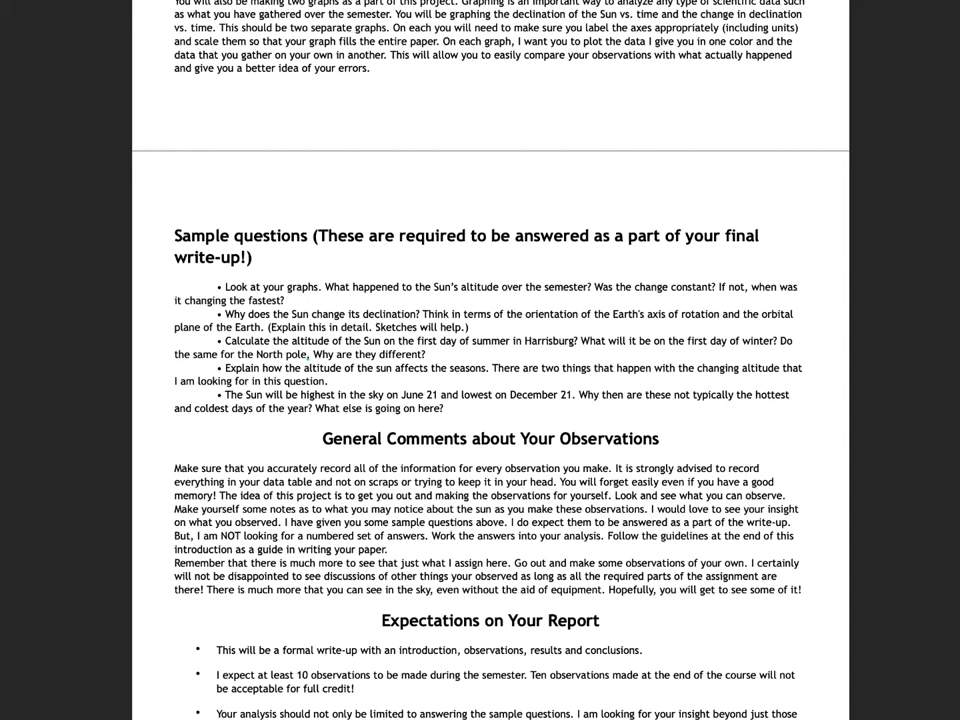 You will also be making two graphs as a part of this project. Graphing is an important way to analyze any type of scientific data such
as what you have gathered over the semester. You will be graphing the declination of the Sun vs. time and the change in declination
vs. time. This should be two separate graphs. On each you will need to make sure you label the axes appropriately (including units)
and scale them so that your graph fills the entire paper. On each graph, I want you to plot the data I give you in one color and the
data that you gather on your own in another. This will allow you to easily compare your observations with what actually happened
and give you a better idea of your errors.
Sample questions (These are required to be answered as a part of your final
write-up!)
• Look at your graphs. What happened to the Sun's altitude over the semester? Was the change constant? If not, when was
it changing the fastest?
• Why does the Sun change its declination? Think in terms of the orientation of the Earth's axis of rotation and the orbital
plane of the Earth. (Explain this in detail. Sketches will help.)
• Calculate the altitude of the Sun on the first day of summer in Harrisburg? What will it be on the first day of winter? Do
the same for the North pole, Why are they different?
• Explain how the altitude of the sun affects the seasons. There are two things that happen with the changing altitude that
I am looking for in this question.
• The Sun will be highest in the sky on June 21 and lowest on December 21. Why then are these not typically the hottest
and coldest days of the year? What else is going on here?
General Comments about Your Observations
Make sure that you accurately record all of the information for every observation you make. It is strongly advised to record
everything in your data table and not on scraps or trying to keep it in your head. You will forget easily even if you have a good
memory! The idea of this project is to get you out and making the observations for yourself. Look and see what you can observe.
Make yourself some notes as to what you may notice about the sun as you make these observations. I would love to see your insight
on what you observed. I have given you some sample questions above. I do expect them to be answered as a part of the write-up.
But, I am NOT looking for a numbered set of answers. Work the answers into your analysis. Follow the guidelines at the end of this
introduction as a guide in writing your paper.
Remember that there is much more to see that just what I assign here. Go out and make some observations of your own. I certainly
will not be disappointed to see discussions of other things your observed as long as all the required parts of the assignment are
there! There is much more that you can see in the sky, even without the aid of equipment. Hopefully, you will get to see some of it!
Expectations on Your Report
• This will be a formal write-up with an introduction, observations, results and conclusions.
• I expect at least 10 observations to be made during the semester. Ten observations made at the end of the course will not
be acceptable for full credit!
• Your analysis should not only be limited to answering the sample questions. I am looking for your insight beyond just those